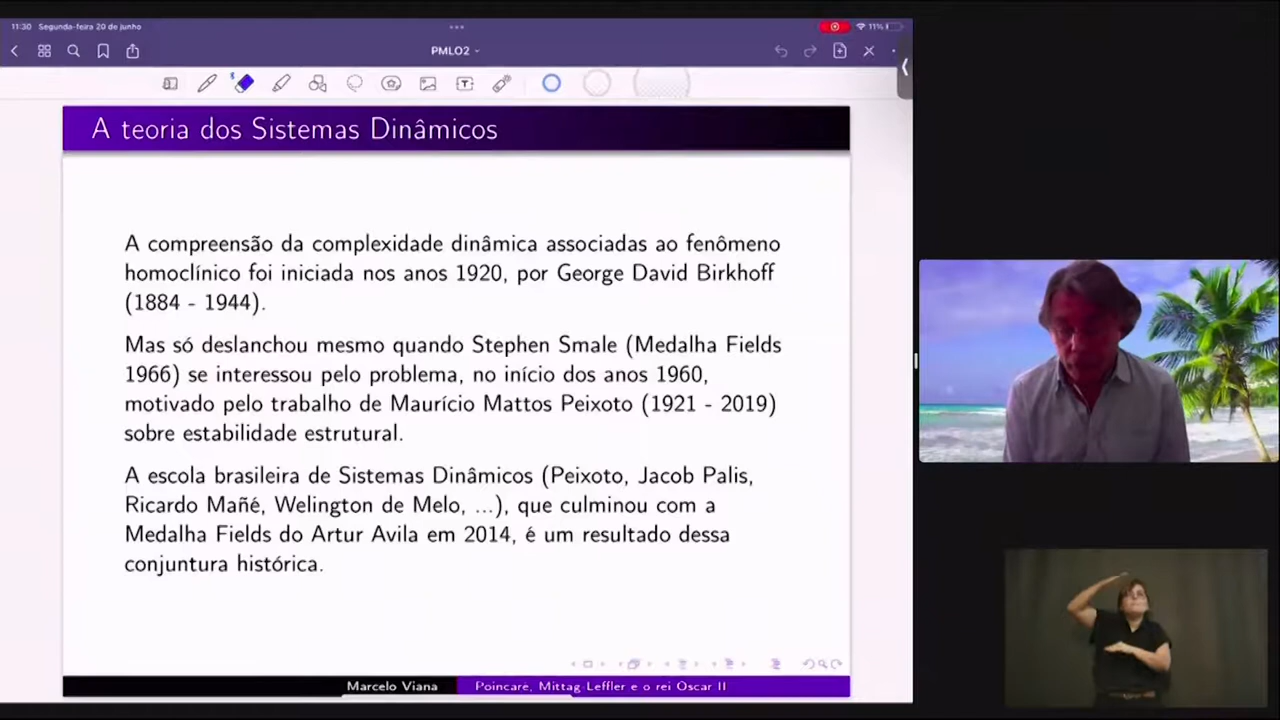 11:30 Segunda-feira 20 de junho
11%
PMLO2
A teoria dos Sistemas Dinâmicos
A compreensão da complexidade dinâmica associadas ao fenômeno
homoclínico foi iniciada nos anos 1920, por George David Birkhoff
(1884 - 1944).
Mas só deslanchou mesmo quando Stephen Smale (Medalha Fields
1966) se interessou pelo problema, no início dos anos 1960,
motivado pelo trabalho de Maurício Mattos Peixoto (1921 - 2019)
sobre estabilidade estrutural.
A escola brasileira de Sistemas Dinâmicos (Peixoto, Jacob Palis,
Ricardo Mañé, Welington de Melo, ...), que culminou com a
Medalha Fields do Artur Avila em 2014, é um resultado dessa
conjuntura histórica.
Marcelo Viana
Poincaré, Mittag-Leffler e o rei Oscar II